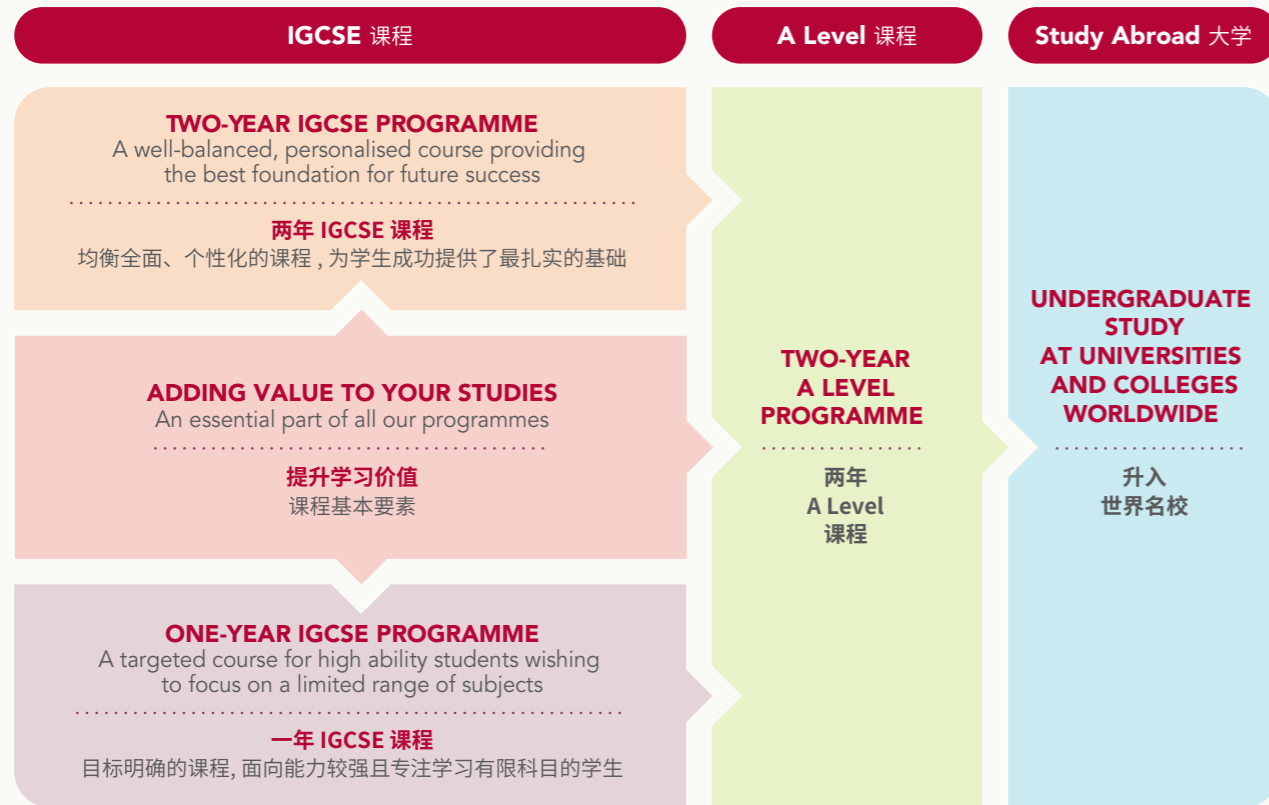 IGCSE 课程
A Level 课程
Study Abroad 大学
TWO-YEAR IGCSE PROGRAMME
A well-balanced, personalised course providing
the best foundation for future success
两年 IGCSE 课程
均衡全面、个性化的课程 , 为学生成功提供了最扎实的基础
ADDING VALUE TO YOUR STUDIES
An essential part of all our programmes
提升学习价值
课程基本要素
ONE-YEAR IGCSE PROGRAMME
A targeted course for high ability students wishing
to focus on a limited range of subjects
一年 IGCSE 课程
目标明确的课程, 面向能力较强且专注学习有限科目的学生
TWO-YEAR
A LEVEL
PROGRAMME
两年
A Level
课程
UNDERGRADUATE
STUDY
AT UNIVERSITIES
AND COLLEGES
WORLDWIDE
升入
世界名校